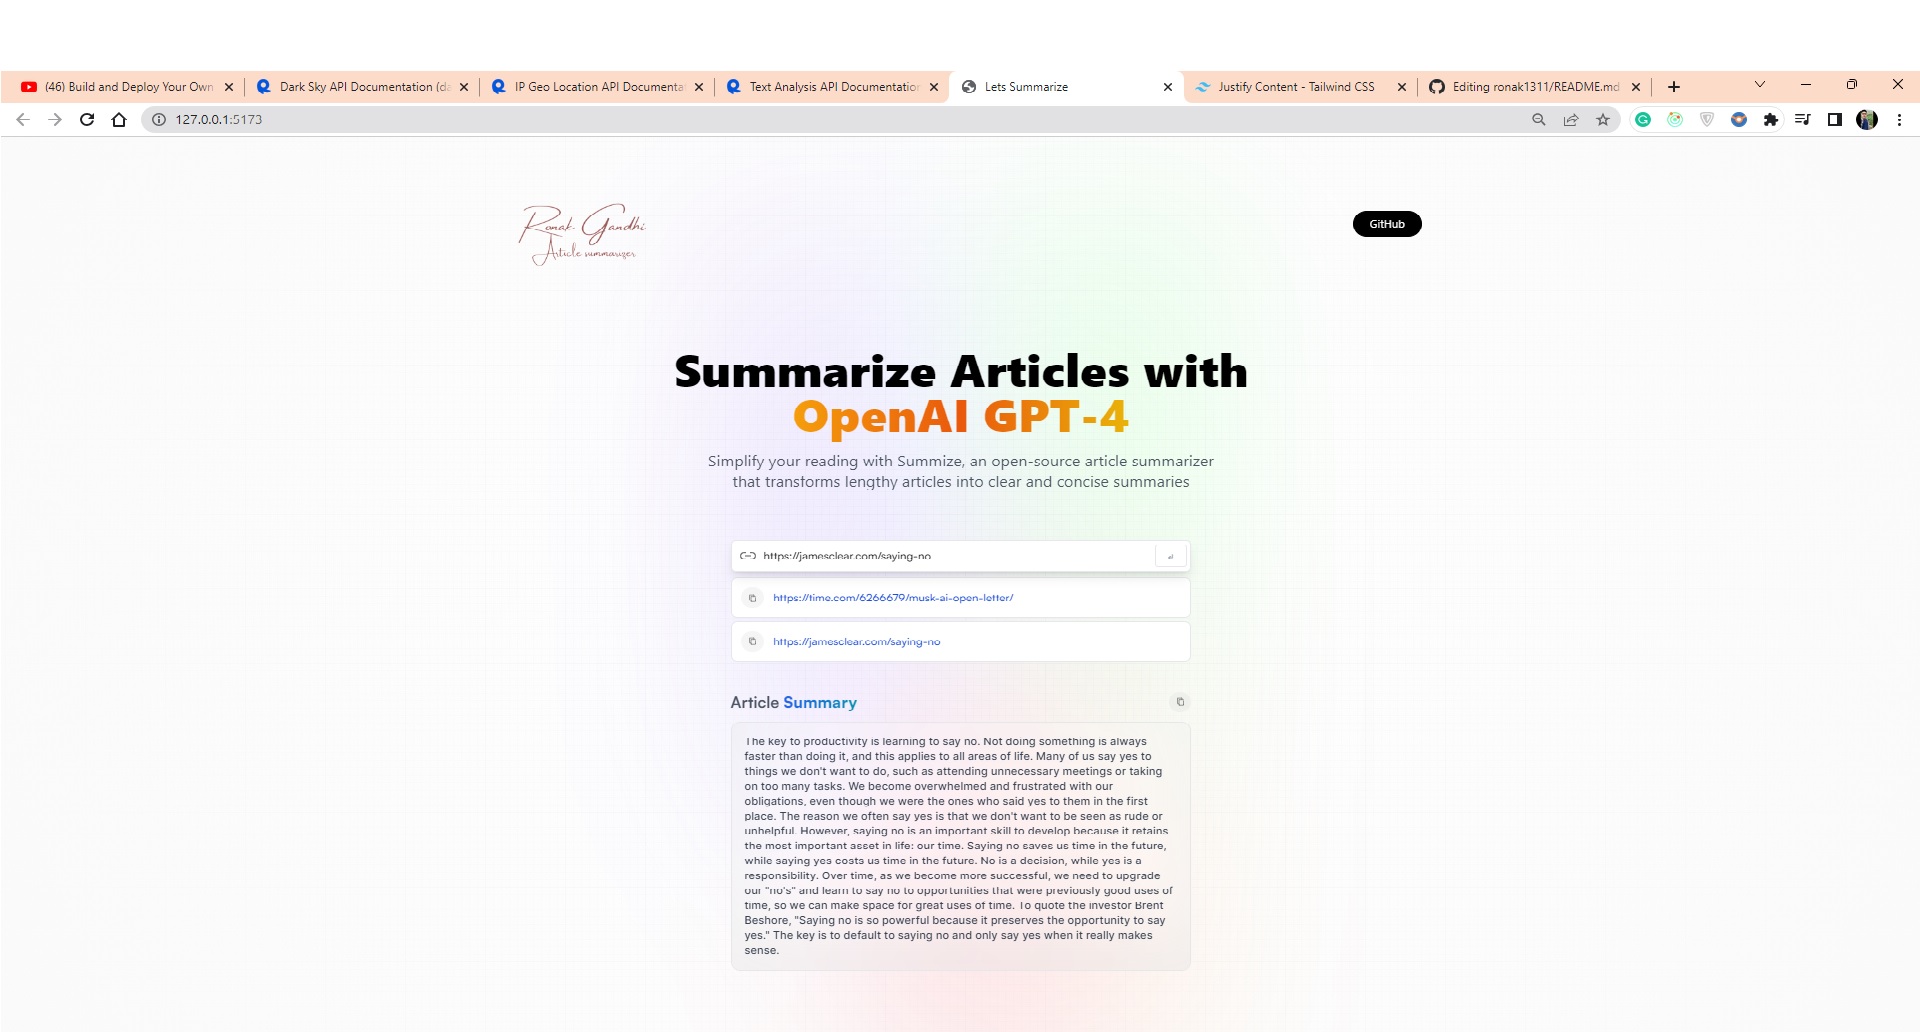 (46) Build and Deploy Your Own
Dark Sky API Documentation (da
IP Geo Location API Documenta
Text Analysis API Documentation
Lets Summarize
Justify Content - Tailwind CSS
Editing ronak1311/README.md
127.0.0.1:5173
Ronak Gandhi
Article summarizer
GitHub
Summarize Articles with
OpenAI GPT-4
Simplify your reading with Summize, an open-source article summarizer
that transforms lengthy articles into clear and concise summaries
https://jamesclear.com/saying-no
https://time.com/6266679/musk-ai-open-letter/
https://jamesclear.com/saying-no
Article Summary
The key to productivity is learning to say no. Not doing something is always
faster than doing it, and this applies to all areas of life. Many of us say yes to
things we don't want to do, such as attending unnecessary meetings or taking
on too many tasks. We become overwhelmed and frustrated with our
obligations, even though we were the ones who said yes to them in the first
place. The reason we often say yes is that we don't want to be seen as rude or
unhelpful. However, saying no is an important skill to develop because it retains
the most important asset in life: our time. Saying no saves us time in the future,
while saying yes costs us time in the future. No is a decision, while yes is a
responsibility. Over time, as we become more successful, we need to upgrade
our "no's" and learn to say no to opportunities that were previously good uses of
time, so we can make space for great uses of time. To quote the investor Brent
Beshore, "Saying no is so powerful because it preserves the opportunity to say
yes." The key is to default to saying no and only say yes when it really makes
sense.